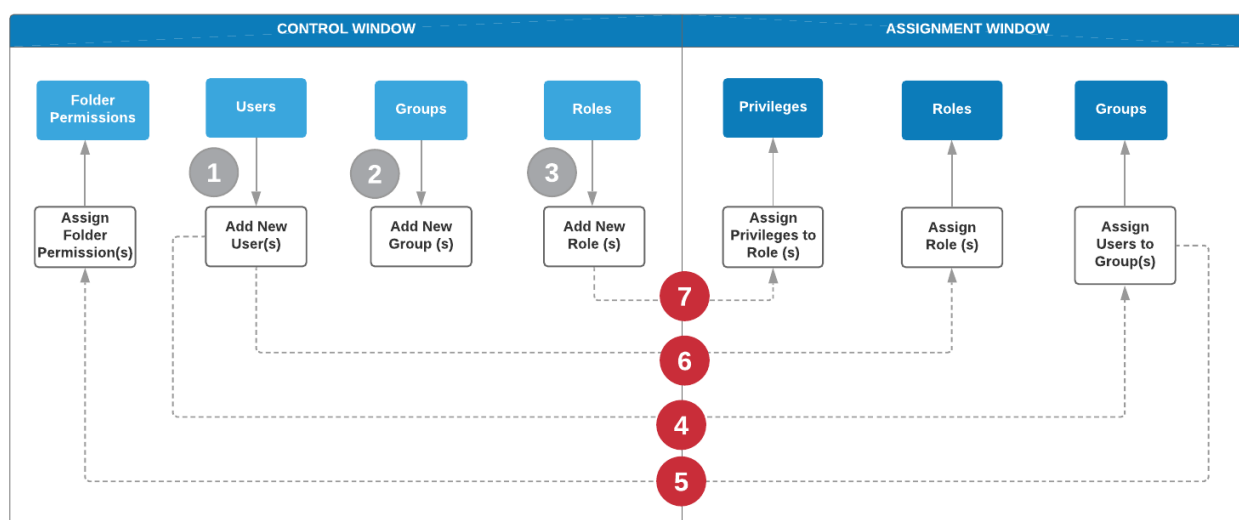 CONTROL WINDOW
ASSIGNMENT WINDOW
Folder
Permissions
Users
Groups
Roles
Privileges
Roles
Groups
1
2
3
Assign
Folder
Permission(s)
Add New
User(s)
Add New
Group (s)
Add New
Role (s)
Assign
Privileges to
Role (s)
Assign
Role (s)
Assign
Users to
Group(s)
7
6
4
5